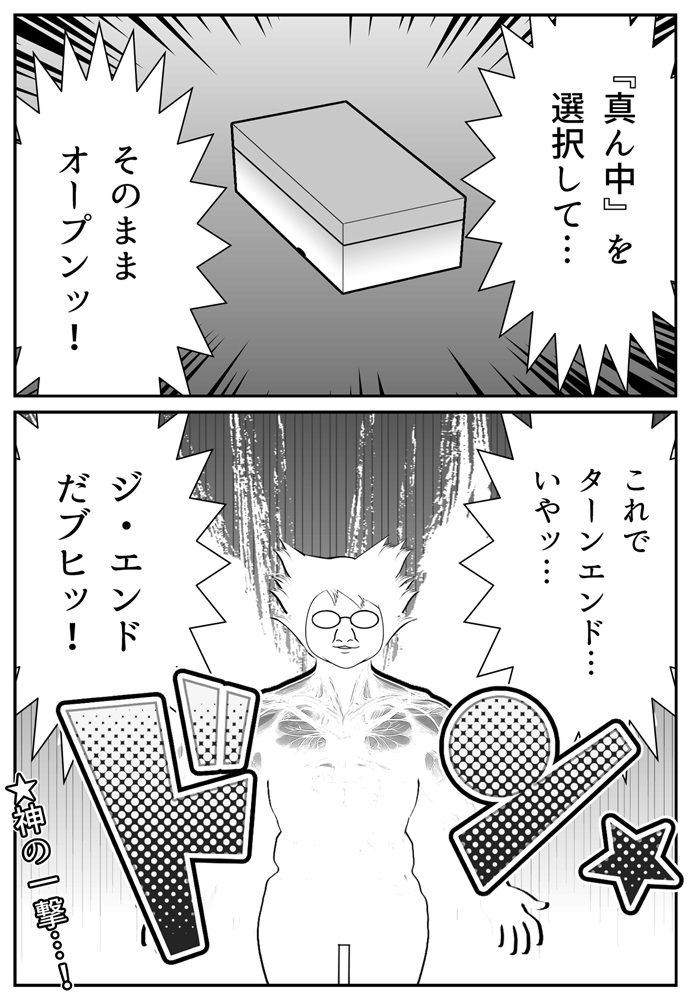 『真ん中』を
選択して…
そのまま
オープンッ！
これで
ターンエンド…
いやッ…
ジ・エンド
だブヒッ！
ドン☆
☆神の一撃…！